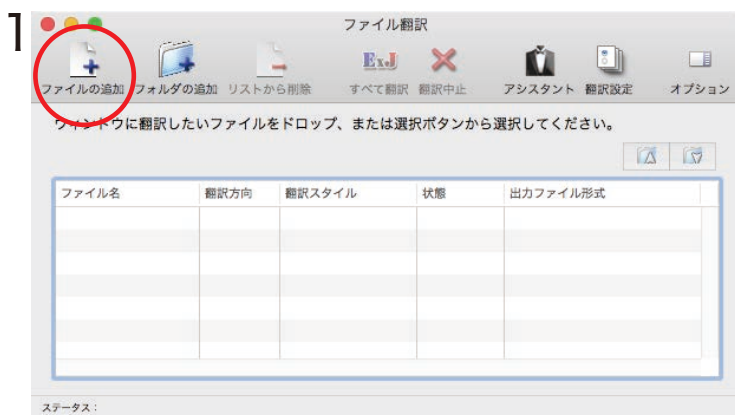 1
ファイル翻訳
ファイルの追加 フォルダの追加 リストから削除 すべて翻訳 翻訳中止 アシスタント 翻訳設定 オプション
ExJ
ウィンドウに翻訳したいファイルをドロップ、または選択ボタンから選択してください。
ファイル名 翻訳方向 翻訳スタイル 状態 出力ファイル形式
ステータス：